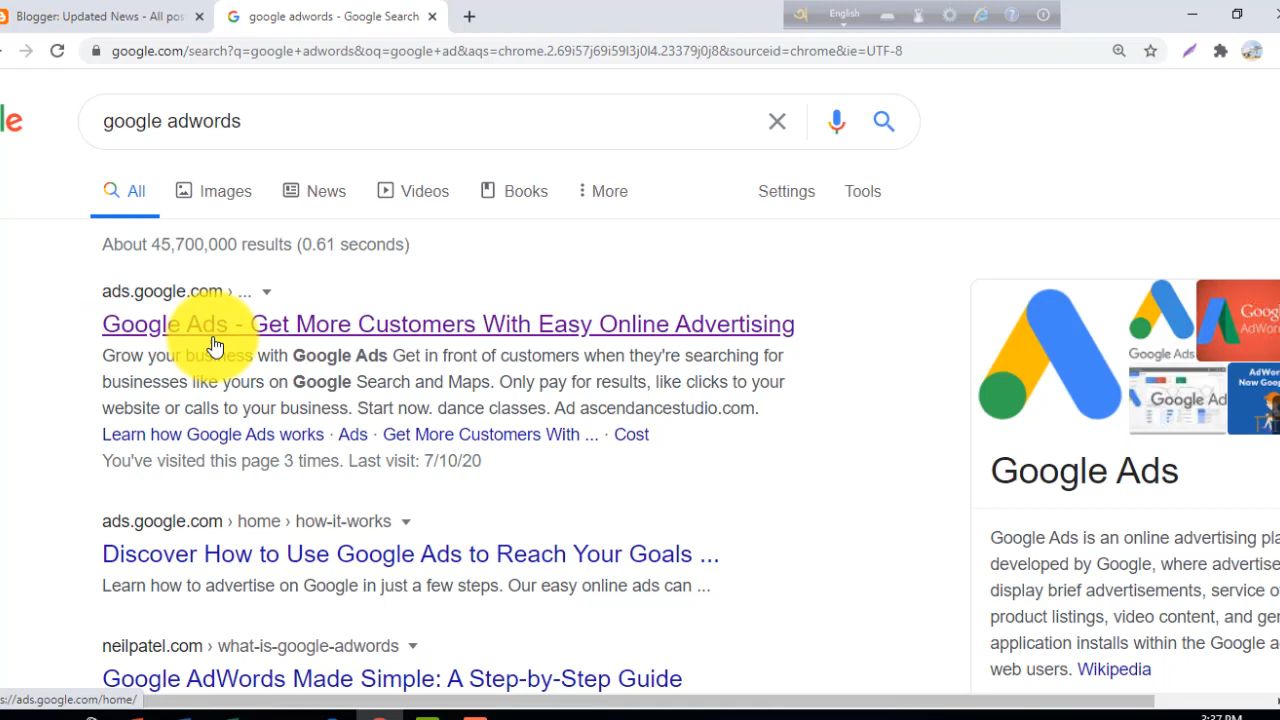 Blogger: Updated News - All pos
google adwords - Google Search
English
google.com/search?q=google+adwords&oq=google+ad&aqs=chrome.2.69i57j69i59l3j0l4.23379j0j8&sourceid=chrome&ie=UTF-8
le
google adwords
All
Images
News
Videos
Books
More
Settings
Tools
About 45,700,000 results (0.61 seconds)
ads.google.com › ...
Google Ads - Get More Customers With Easy Online Advertising
Grow your business with Google Ads Get in front of customers when they're searching for
businesses like yours on Google Search and Maps. Only pay for results, like clicks to your
website or calls to your business. Start now. dance classes. Ad ascendancestudio.com.
Learn how Google Ads works · Ads · Get More Customers With ... · Cost
You've visited this page 3 times. Last visit: 7/10/20
ads.google.com › home › how-it-works
Discover How to Use Google Ads to Reach Your Goals ...
Learn how to advertise on Google in just a few steps. Our easy online ads can ...
neilpatel.com › what-is-google-adwords
Google AdWords Made Simple: A Step-by-Step Guide
Google Ads
Goog
AdWor
Google Ad
AdWo
Now Goog
Google Ads
Google Ads is an online advertising pla
developed by Google, where advertise
display brief advertisements, service o
product listings, video content, and gen
application installs within the Google a
web users. Wikipedia
s://ads.google.com/home/
3:37 PM